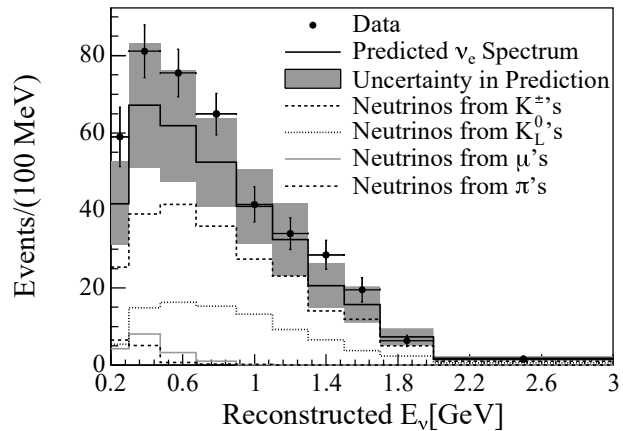 Events/(100 MeV)
80
60
40
20
0
Data
Predicted νe Spectrum
Uncertainty in Prediction
Neutrinos from K±'s
Neutrinos from K0L's
Neutrinos from μ's
Neutrinos from π's
0.2 0.6 1 1.4 1.8 2.2 2.6 3
Reconstructed Eν[GeV]